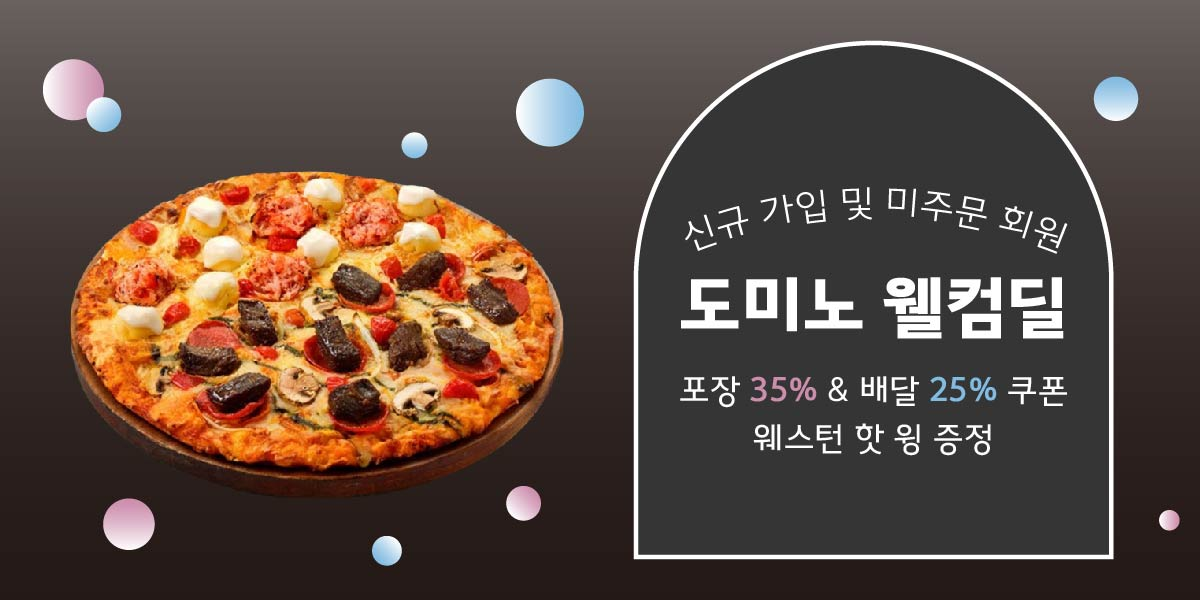 신규 가입 및 미주문 회원
도미노 웰컴딜
포장 35% & 배달 25% 쿠폰
웨스턴 핫 윙 증정